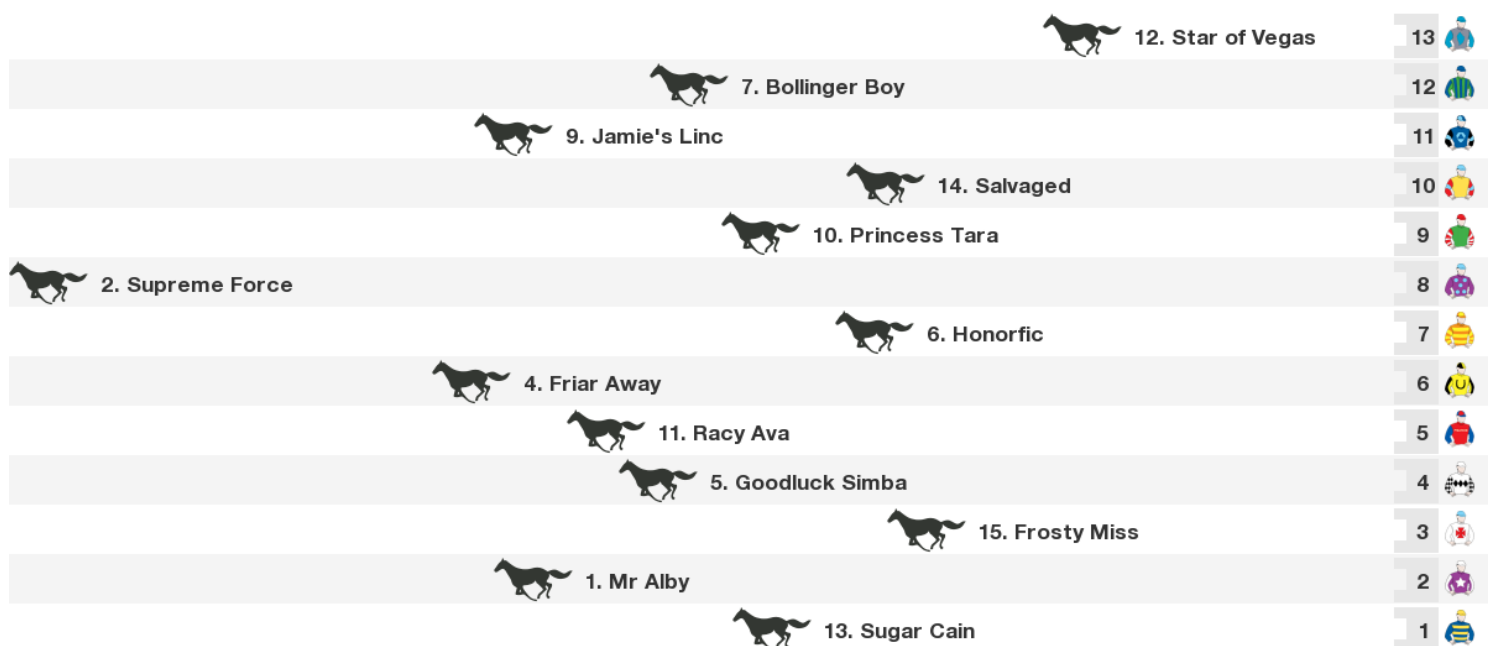 12. Star of Vegas 13
7. Bollinger Boy 12
9. Jamie's Linc 11
14. Salvaged 10
10. Princess Tara 9
2. Supreme Force 8
6. Honorfic 7
4. Friar Away 6
11. Racy Ava 5
5. Goodluck Simba 4
15. Frosty Miss 3
1. Mr Alby 2
13. Sugar Cain 1